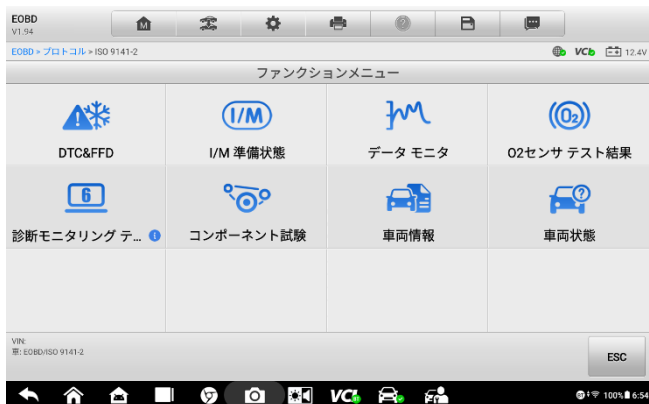 EOBD
V1.94
M
?
EOBD > プロトコル > ISO 9141-2
VCI 12.4V
ファンクションメニュー
I/M
O2
DTC&FFD
I/M 準備状態
データ モニタ
O2センサ テスト結果
6
?
診断モニタリング テ... i
コンポーネント試験
車両情報
車両状態
VIN:
車: EOBD/ISO 9141-2
ESC
VCI
100% 6:54